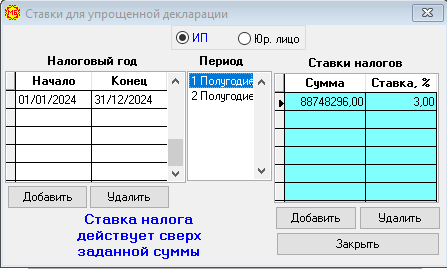 Ставки для упрощенной декларации
ИП Юр. лицо
Налоговый год
Начало Конец
01/01/2024 31/12/2024
Добавить Удалить
Период
1 Полугодие
2 Полугодие
Ставки налогов
Сумма Ставка, %
88748296,00 3,00
Добавить Удалить
Закрыть
Ставка налога
действует сверх
заданной суммы